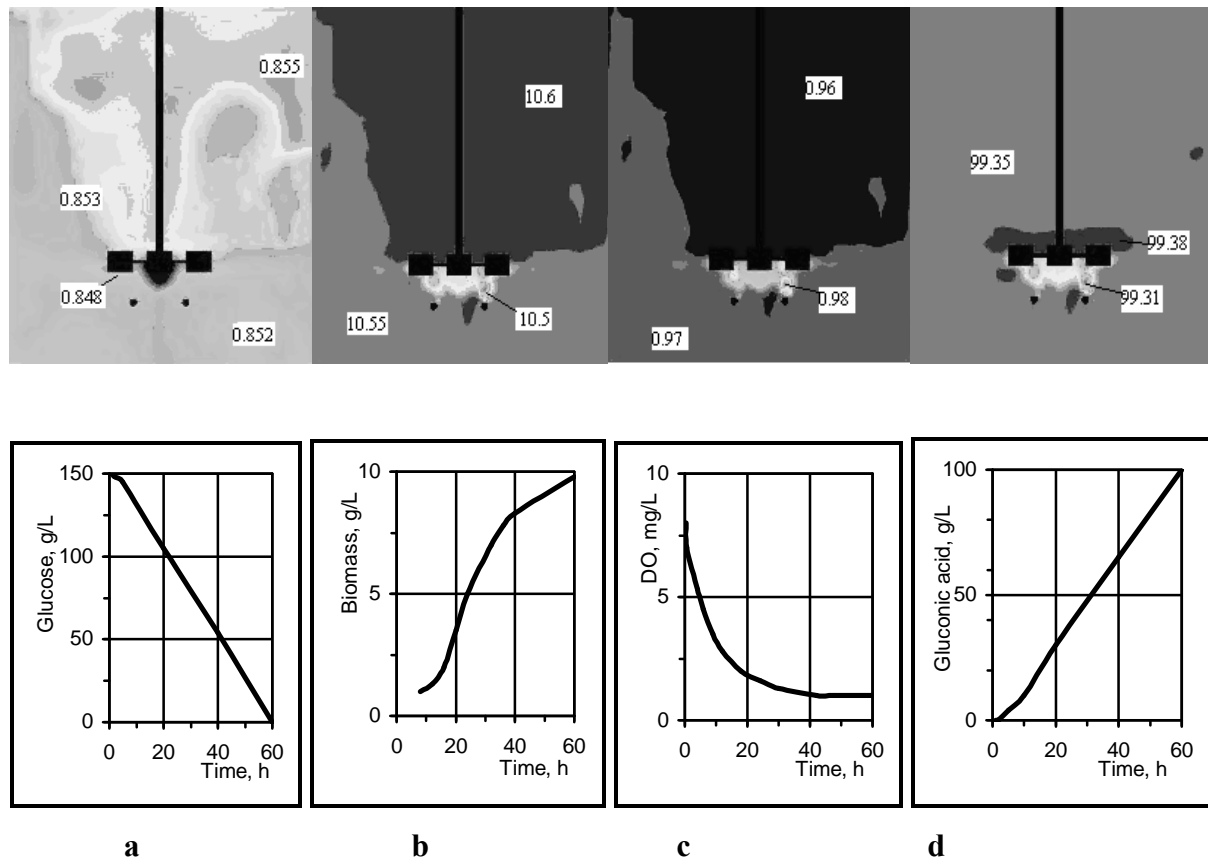 0.855
0.853
0.848
0.852
10.6
10.55
10.5
0.96
0.98
0.97
99.35
99.38
99.31
Glucose, g/L
150
100
50
0
0 20 40 60
Time, h
Biomass, g/L
10
5
0
0 20 40 60
Time, h
DO, mg/L
10
5
0
0 20 40 60
Time, h
Gluconic acid, g/L
100
50
0
0 20 40 60
Time, h
a b c d